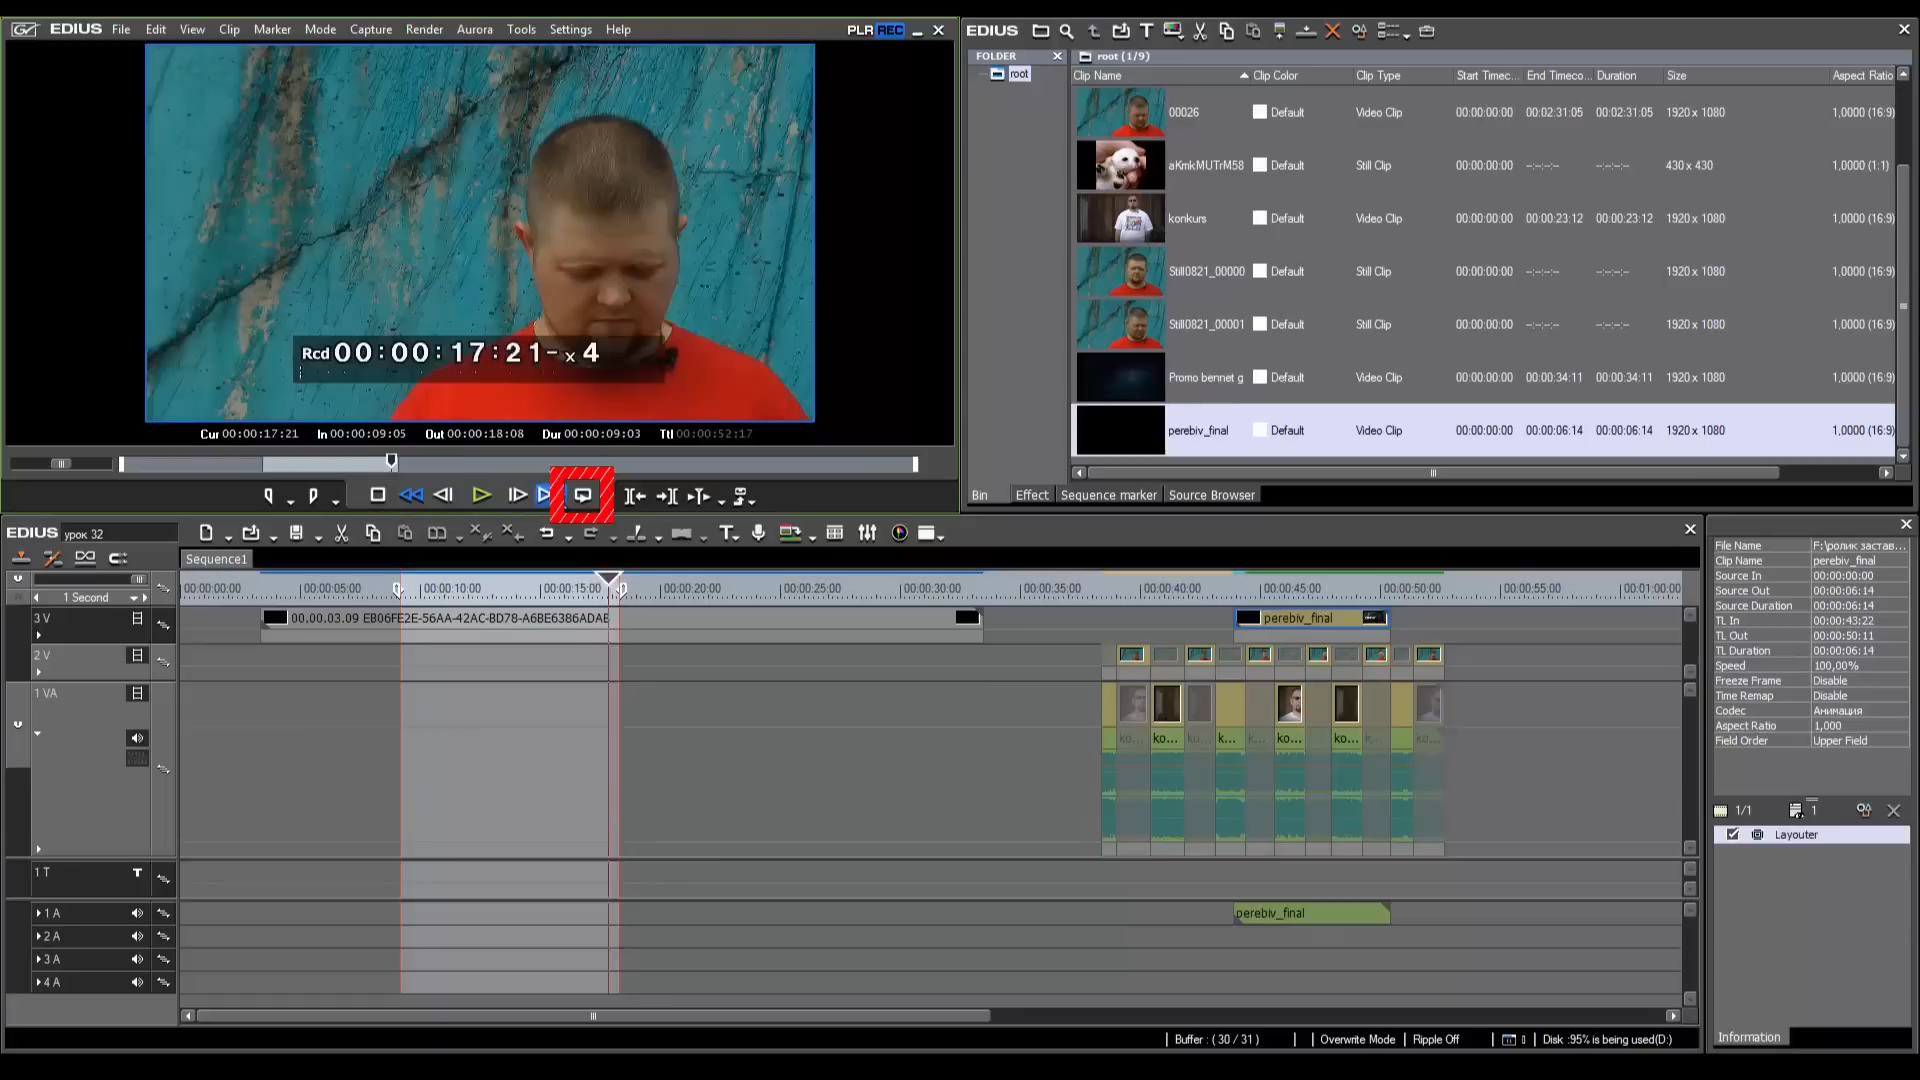 EDIUS File Edit View Clip Marker Mode Capture Render Aurora Tools Settings Help PLR REC
Rcd 00:00:17:21- x 4
Cur 00:00:17:21 In 00:00:09:05 Out 00:00:18:08 Dur 00:00:09:03 Ttl 00:00:52:17
EDIUS
FOLDER
root
root (1/9)
Clip Name Clip Color Clip Type Start Timec... End Timeco... Duration Size Aspect Ratio
00026 Default Video Clip 00:00:00:00 00:02:31:05 00:02:31:05 1920 x 1080 1,0000 (16:9)
aKmkMUTrM58 Default Still Clip 00:00:00:00 --:--:--:-- --:--:--:-- 430 x 430 1,0000 (1:1)
konkurs Default Video Clip 00:00:00:00 00:00:23:12 00:00:23:12 1920 x 1080 1,0000 (16:9)
Still0821_00000 Default Still Clip 00:00:00:00 --:--:--:-- --:--:--:-- 1920 x 1080 1,0000 (16:9)
Still0821_00001 Default Still Clip 00:00:00:00 --:--:--:-- --:--:--:-- 1920 x 1080 1,0000 (16:9)
Promo bennet g Default Video Clip 00:00:00:00 00:00:34:11 00:00:34:11 1920 x 1080 1,0000 (16:9)
perebiv_final Default Video Clip 00:00:00:00 00:00:06:14 00:00:06:14 1920 x 1080 1,0000 (16:9)
Bin Effect Sequence marker Source Browser
EDIUS урок 32
Sequence1
1 Second
00:00:00:00 00:00:05:00 00:00:10:00 00:00:15:00 00:00:20:00 00:00:25:00 00:00:30:00 00:00:35:00 00:00:40:00 00:00:45:00 00:00:50:00 00:00:55:00 00:01:00:00
3 V
00.00.03.09 EB06FE2E-56AA-42AC-BD78-A6BE6386ADAE
perebiv_final
2 V
1 VA
ko... ko... ko... k... k... ko... ko... k... ko...
1 T
1 A
perebiv_final
2 A
3 A
4 A
Buffer : ( 30 / 31 ) Overwrite Mode Ripple Off Disk :95% is being used(D:)
File Name F:\ролик застав...
Clip Name perebiv_final
Source In 00:00:00:00
Source Out 00:00:06:14
Source Duration 00:00:06:14
TL In 00:00:43:22
TL Out 00:00:50:11
TL Duration 00:00:06:14
Speed 100,00%
Freeze Frame Disable
Time Remap Disable
Codec Анимация
Aspect Ratio 1,000
Field Order Upper Field
1/1 1
Layouter
Information